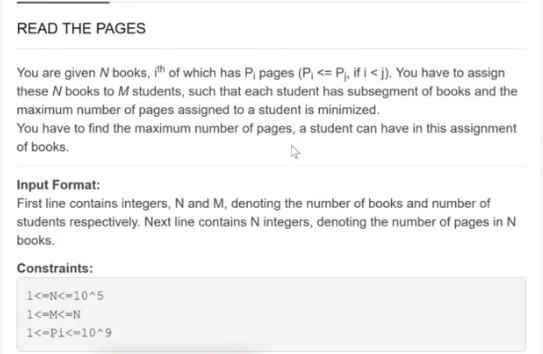 READ THE PAGES
You are given N books, ith of which has Pi pages (Pi <= Pj, if i < j). You have to assign
these N books to M students, such that each student has subsegment of books and the
maximum number of pages assigned to a student is minimized.
You have to find the maximum number of pages, a student can have in this assignment
of books.
Input Format:
First line contains integers, N and M, denoting the number of books and number of
students respectively. Next line contains N integers, denoting the number of pages in N
books.
Constraints:
1<=N<=10^5
1<=M<=N
1<=Pi<=10^9